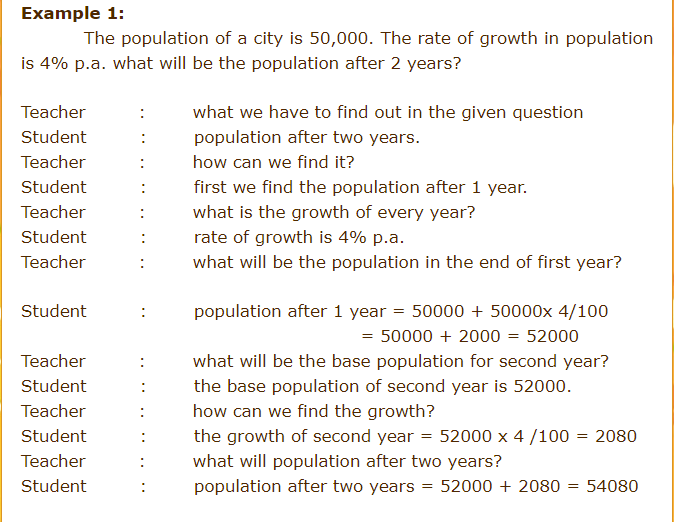 Example 1:
The population of a city is 50,000. The rate of growth in population
is 4% p.a. what will be the population after 2 years?
Teacher : what we have to find out in the given question
Student : population after two years.
Teacher : how can we find it?
Student : first we find the population after 1 year.
Teacher : what is the growth of every year?
Student : rate of growth is 4% p.a.
Teacher : what will be the population in the end of first year?
Student : population after 1 year = 50000 + 50000x 4/100
= 50000 + 2000 = 52000
Teacher : what will be the base population for second year?
Student : the base population of second year is 52000.
Teacher : how can we find the growth?
Student : the growth of second year = 52000 x 4 /100 = 2080
Teacher : what will population after two years?
Student : population after two years = 52000 + 2080 = 54080